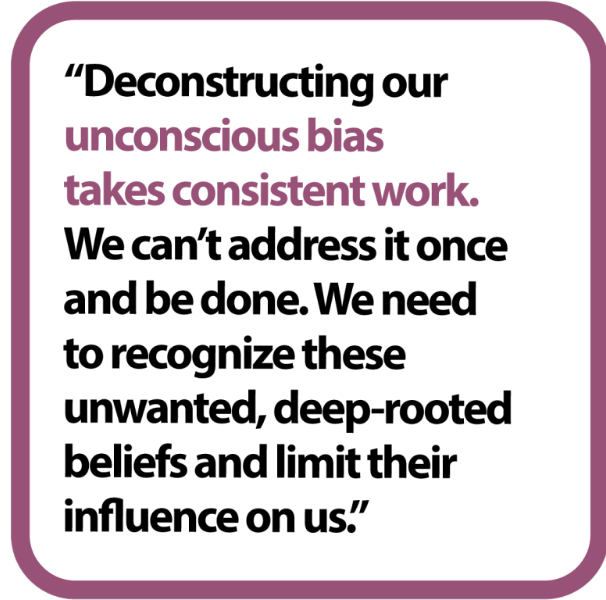 “Deconstructing our
unconscious bias
takes consistent work.
We can’t address it once
and be done. We need
to recognize these
unwanted, deep-rooted
beliefs and limit their
influence on us.”